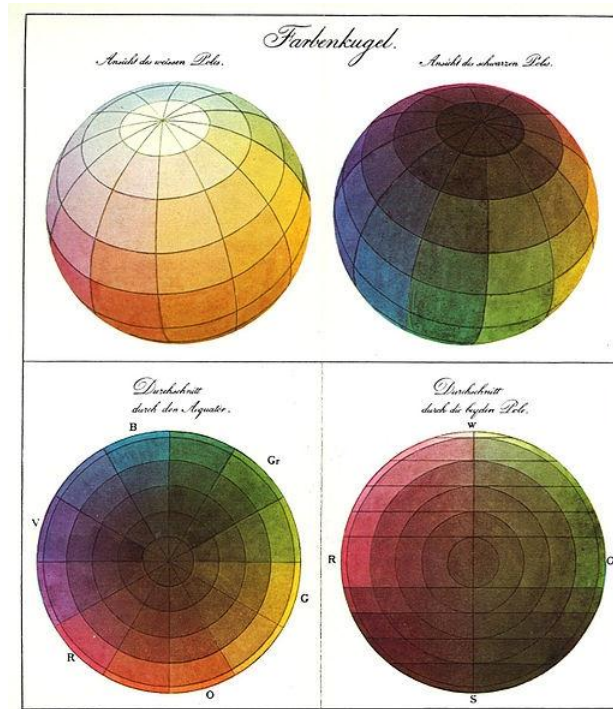 Farbenkugel.
Ansicht des weissen Poles.
Ansicht des schwarzen Poles.
Durchschnitt
durch den Aequator.
Durchschnitt
durch die beyden Pole.
B
Gr
V
G
R
O
W
R
G
S